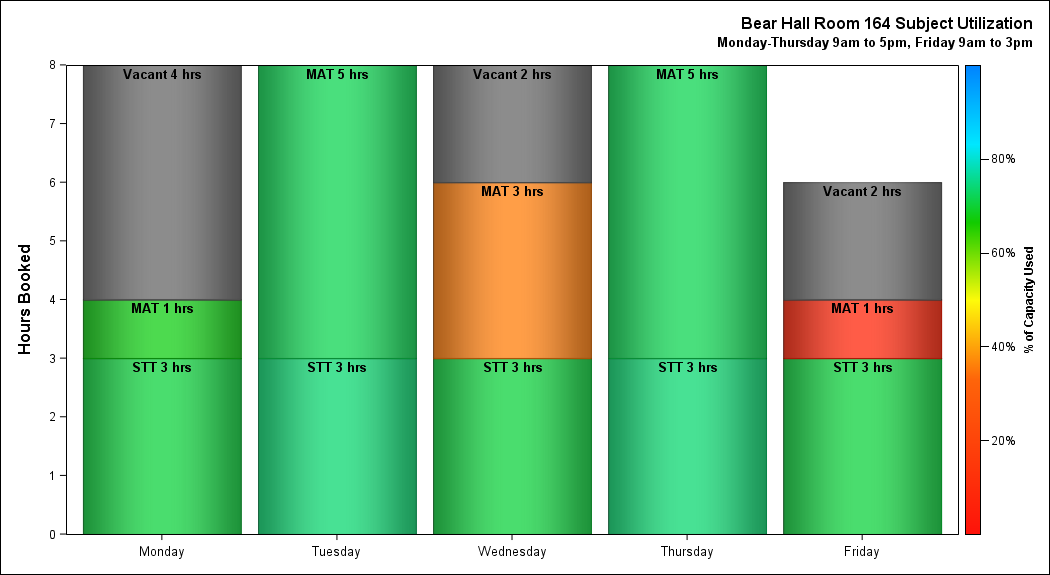 Bear Hall Room 164 Subject Utilization
Monday-Thursday 9am to 5pm, Friday 9am to 3pm
Hours Booked
8
7
6
5
4
3
2
1
0
Vacant 4 hrs
MAT 1 hrs
STT 3 hrs
MAT 5 hrs
STT 3 hrs
Vacant 2 hrs
MAT 3 hrs
STT 3 hrs
MAT 5 hrs
STT 3 hrs
Vacant 2 hrs
MAT 1 hrs
STT 3 hrs
Monday
Tuesday
Wednesday
Thursday
Friday
80%
60%
40%
20%
% of Capacity Used